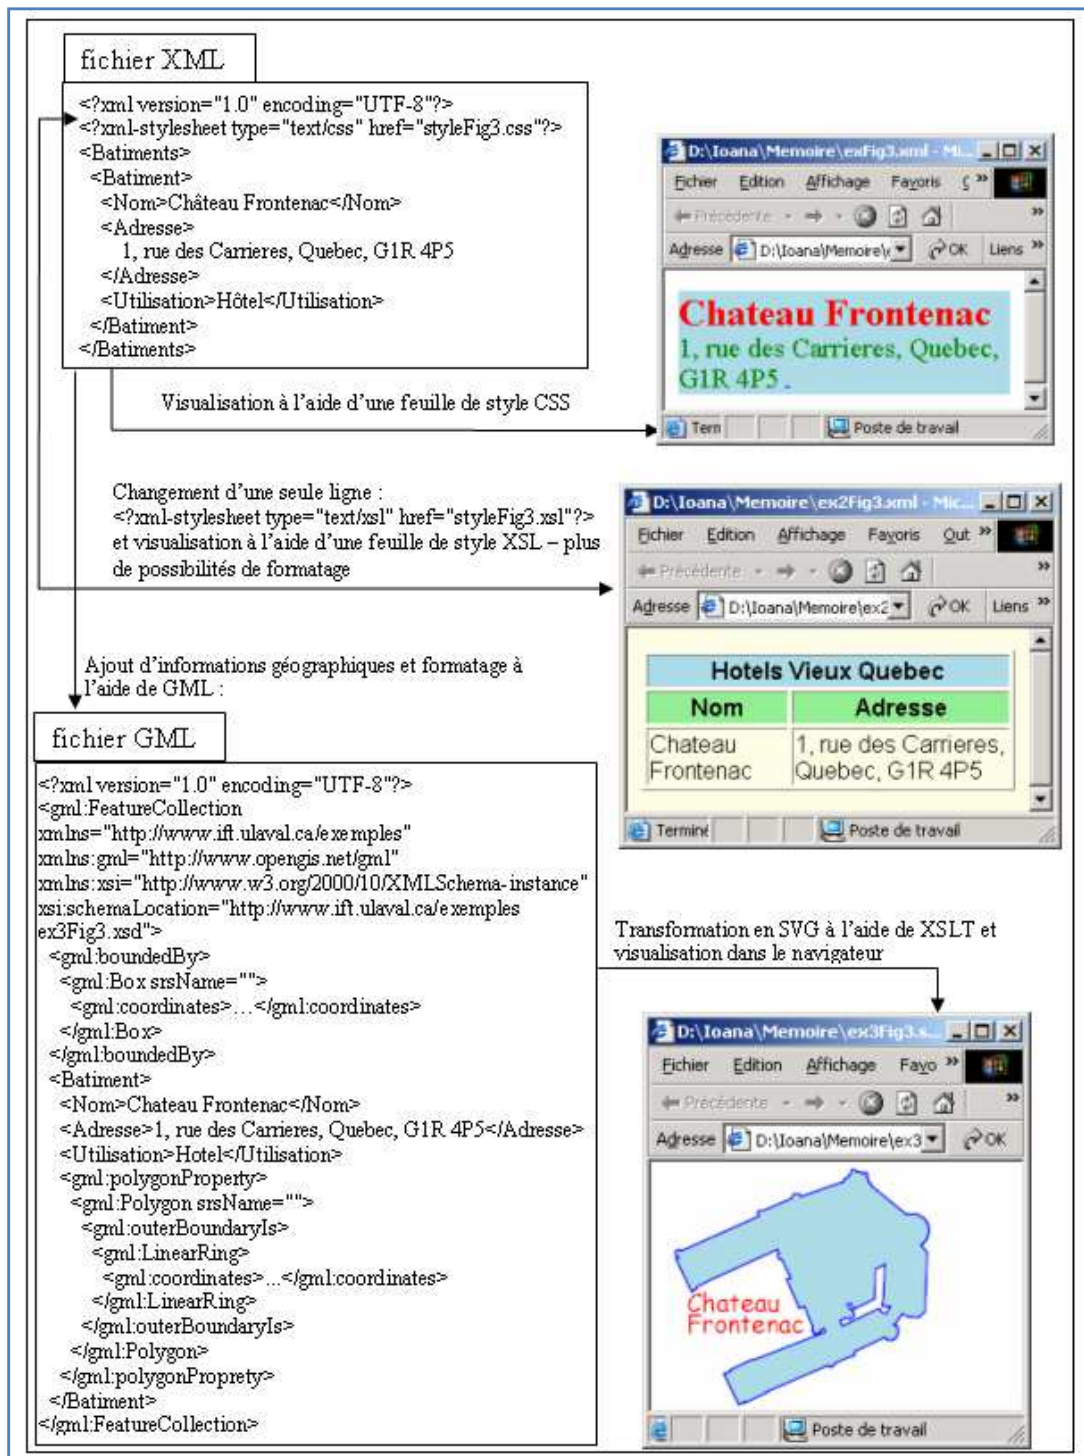 fichier XML
<?xml version="1.0" encoding="UTF-8"?>
<?xml-stylesheet type="text/css" href="styleFig3.css"?>
<Batiments>
<Batiment>
<Nom>Château Frontenac</Nom>
<Adresse>
1, rue des Carrieres, Quebec, G1R 4P5
</Adresse>
<Utilisation>Hôtel</Utilisation>
</Batiment>
</Batiments>
D:\Ioana\Memoire\exFig3.xml - Mi...
Fichier Edition Affichage Favoris »
Précédente
Adresse D:\Ioana\Memoire\ OK Liens »
Chateau Frontenac
1, rue des Carrieres, Quebec,
G1R 4P5
Term Poste de travail
Visualisation à l'aide d'une feuille de style CSS
Changement d'une seule ligne :
<?xml-stylesheet type="text/xsl" href="styleFig3.xsl"?>
et visualisation à l'aide d'une feuille de style XSL – plus
de possibilités de formatage
D:\Ioana\Memoire\ex2Fig3.xml - Mic...
Fichier Edition Affichage Favoris Out »
Précédente »
Adresse D:\Ioana\Memoire\ex2 OK Liens »
Hotels Vieux Quebec
Nom Adresse
Chateau 1, rue des Carrieres,
Frontenac Quebec, G1R 4P5
Terminé Poste de travail
Ajout d'informations géographiques et formatage à
l'aide de GML :
fichier GML
<?xml version="1.0" encoding="UTF-8"?>
<gml:FeatureCollection
xmlns="http://www.ift.ulaval.ca/exemples"
xmlns:gml="http://www.opengis.net/gml"
xmlns:xsi="http://www.w3.org/2000/10/XMLSchema-instance"
xsi:schemaLocation="http://www.ift.ulaval.ca/exemples
ex3Fig3.xsd">
<gml:boundedBy>
<gml:Box srsName="">
<gml:coordinates>…</gml:coordinates>
</gml:Box>
</gml:boundedBy>
<Batiment>
<Nom>Chateau Frontenac</Nom>
<Adresse>1, rue des Carrieres, Quebec, G1R 4P5</Adresse>
<Utilisation>Hotel</Utilisation>
<gml:polygonProperty>
<gml:Polygon srsName="">
<gml:outerBoundaryIs>
<gml:LinearRing>
<gml:coordinates>...</gml:coordinates>
</gml:LinearRing>
</gml:outerBoundaryIs>
</gml:Polygon>
</gml:polygonProprety>
</Batiment>
</gml:FeatureCollection>
Transformation en SVG à l'aide de XSLT et
visualisation dans le navigateur
D:\Ioana\Memoire\ex3Fig3.s...
Fichier Edition Affichage Favo »
Précédente »
Adresse D:\Ioana\Memoire\ex3 OK
Chateau
Frontenac
Poste de travail